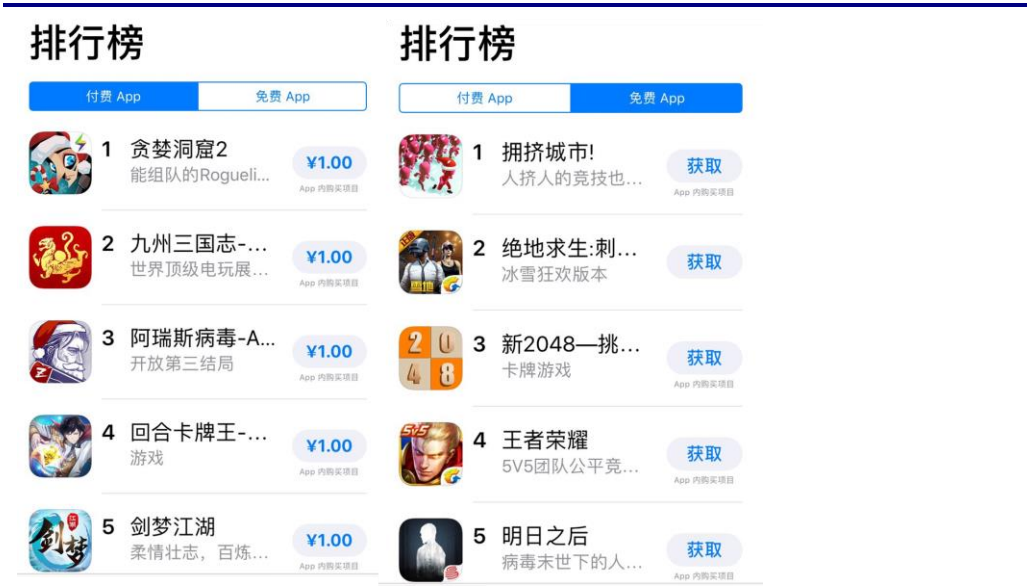 排行榜
付费 App
免费 App
1
贪婪洞窟2
能组队的Rogueli...
¥1.00
App 内购买项目
2
九州三国志-...
世界顶级电玩展...
¥1.00
App 内购买项目
3
阿瑞斯病毒-A...
开放第三结局
¥1.00
App 内购买项目
Z
4
回合卡牌王-...
游戏
¥1.00
App 内购买项目
5
剑梦江湖
柔情壮志，百炼...
¥1.00
App 内购买项目
剑梦
排行榜
付费 App
免费 App
1
拥挤城市!
人挤人的竞技也...
获取
App 内购买项目
2
绝地求生:刺...
冰雪狂欢版本
获取
雪地
3
新2048—挑...
卡牌游戏
获取
App 内购买项目
2 0
4 8
4
王者荣耀
5V5团队公平竞...
获取
App 内购买项目
5v5
5
明日之后
病毒末世下的人...
获取
App 内购买项目